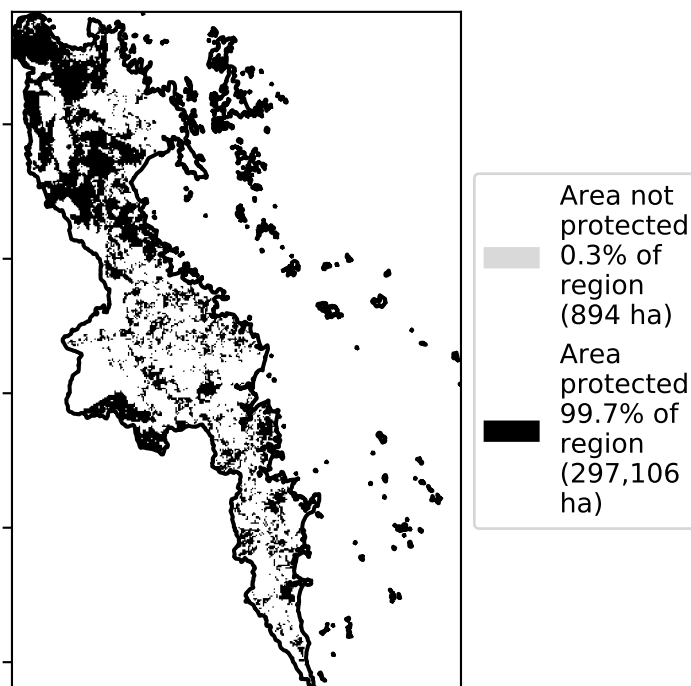 Area not
protected
0.3% of
region
(894 ha)
Area
protected
99.7% of
region
(297,106
ha)